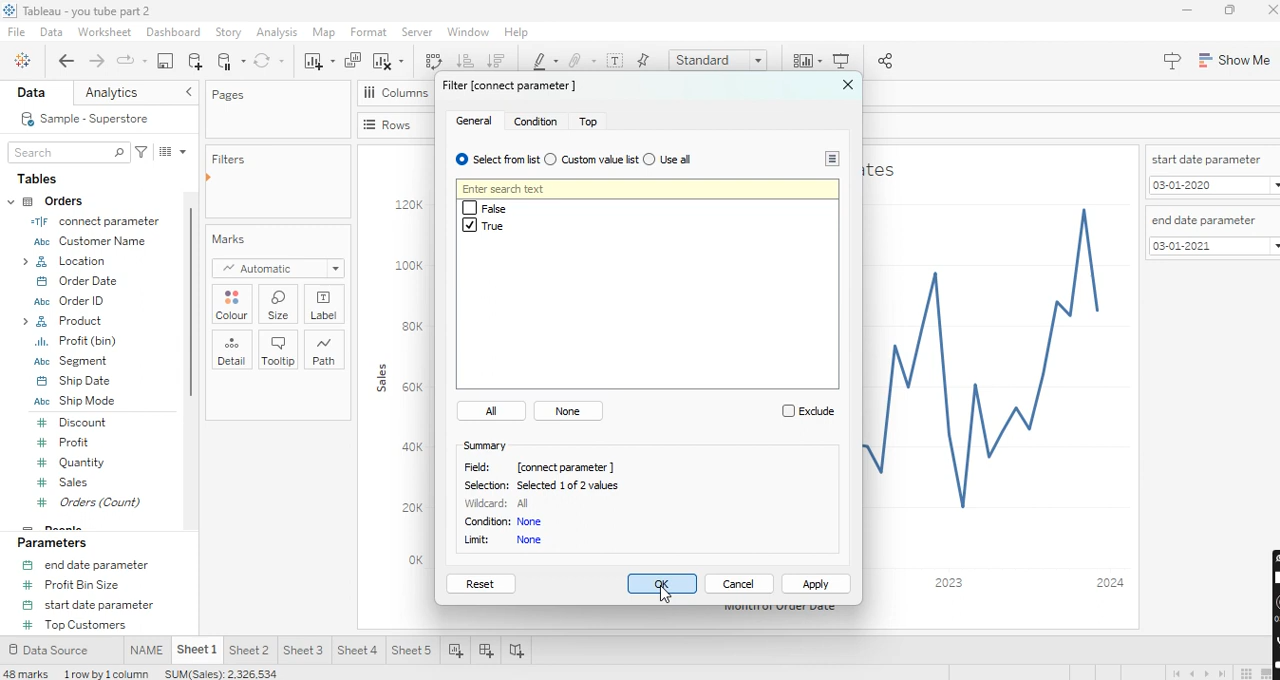 Tableau - you tube part 2
File Data Worksheet Dashboard Story Analysis Map Format Server Window Help
Standard
Show Me
Data Analytics
Sample - Superstore
Search
Tables
Orders
=T|F connect parameter
Abc Customer Name
Location
Order Date
Abc Order ID
Product
Profit (bin)
Abc Segment
Ship Date
Abc Ship Mode
# Discount
# Profit
# Quantity
# Sales
# Orders (Count)
People
Parameters
end date parameter
# Profit Bin Size
start date parameter
# Top Customers
Pages
Filters
Marks
Automatic
Colour Size Label
Detail Tooltip Path
Columns
Rows
Filter [connect parameter ]
General Condition Top
Select from list Custom value list Use all
Enter search text
False
True
All None Exclude
Summary
Field: [connect parameter ]
Selection: Selected 1 of 2 values
Wildcard: All
Condition: None
Limit: None
Reset OK Cancel Apply
ates
120K
100K
80K
60K
40K
20K
0K
Sales
2023 2024
Month of Order Date
start date parameter
03-01-2020
end date parameter
03-01-2021
Data Source NAME Sheet 1 Sheet 2 Sheet 3 Sheet 4 Sheet 5
48 marks 1 row by 1 column SUM(Sales): 2,326,534